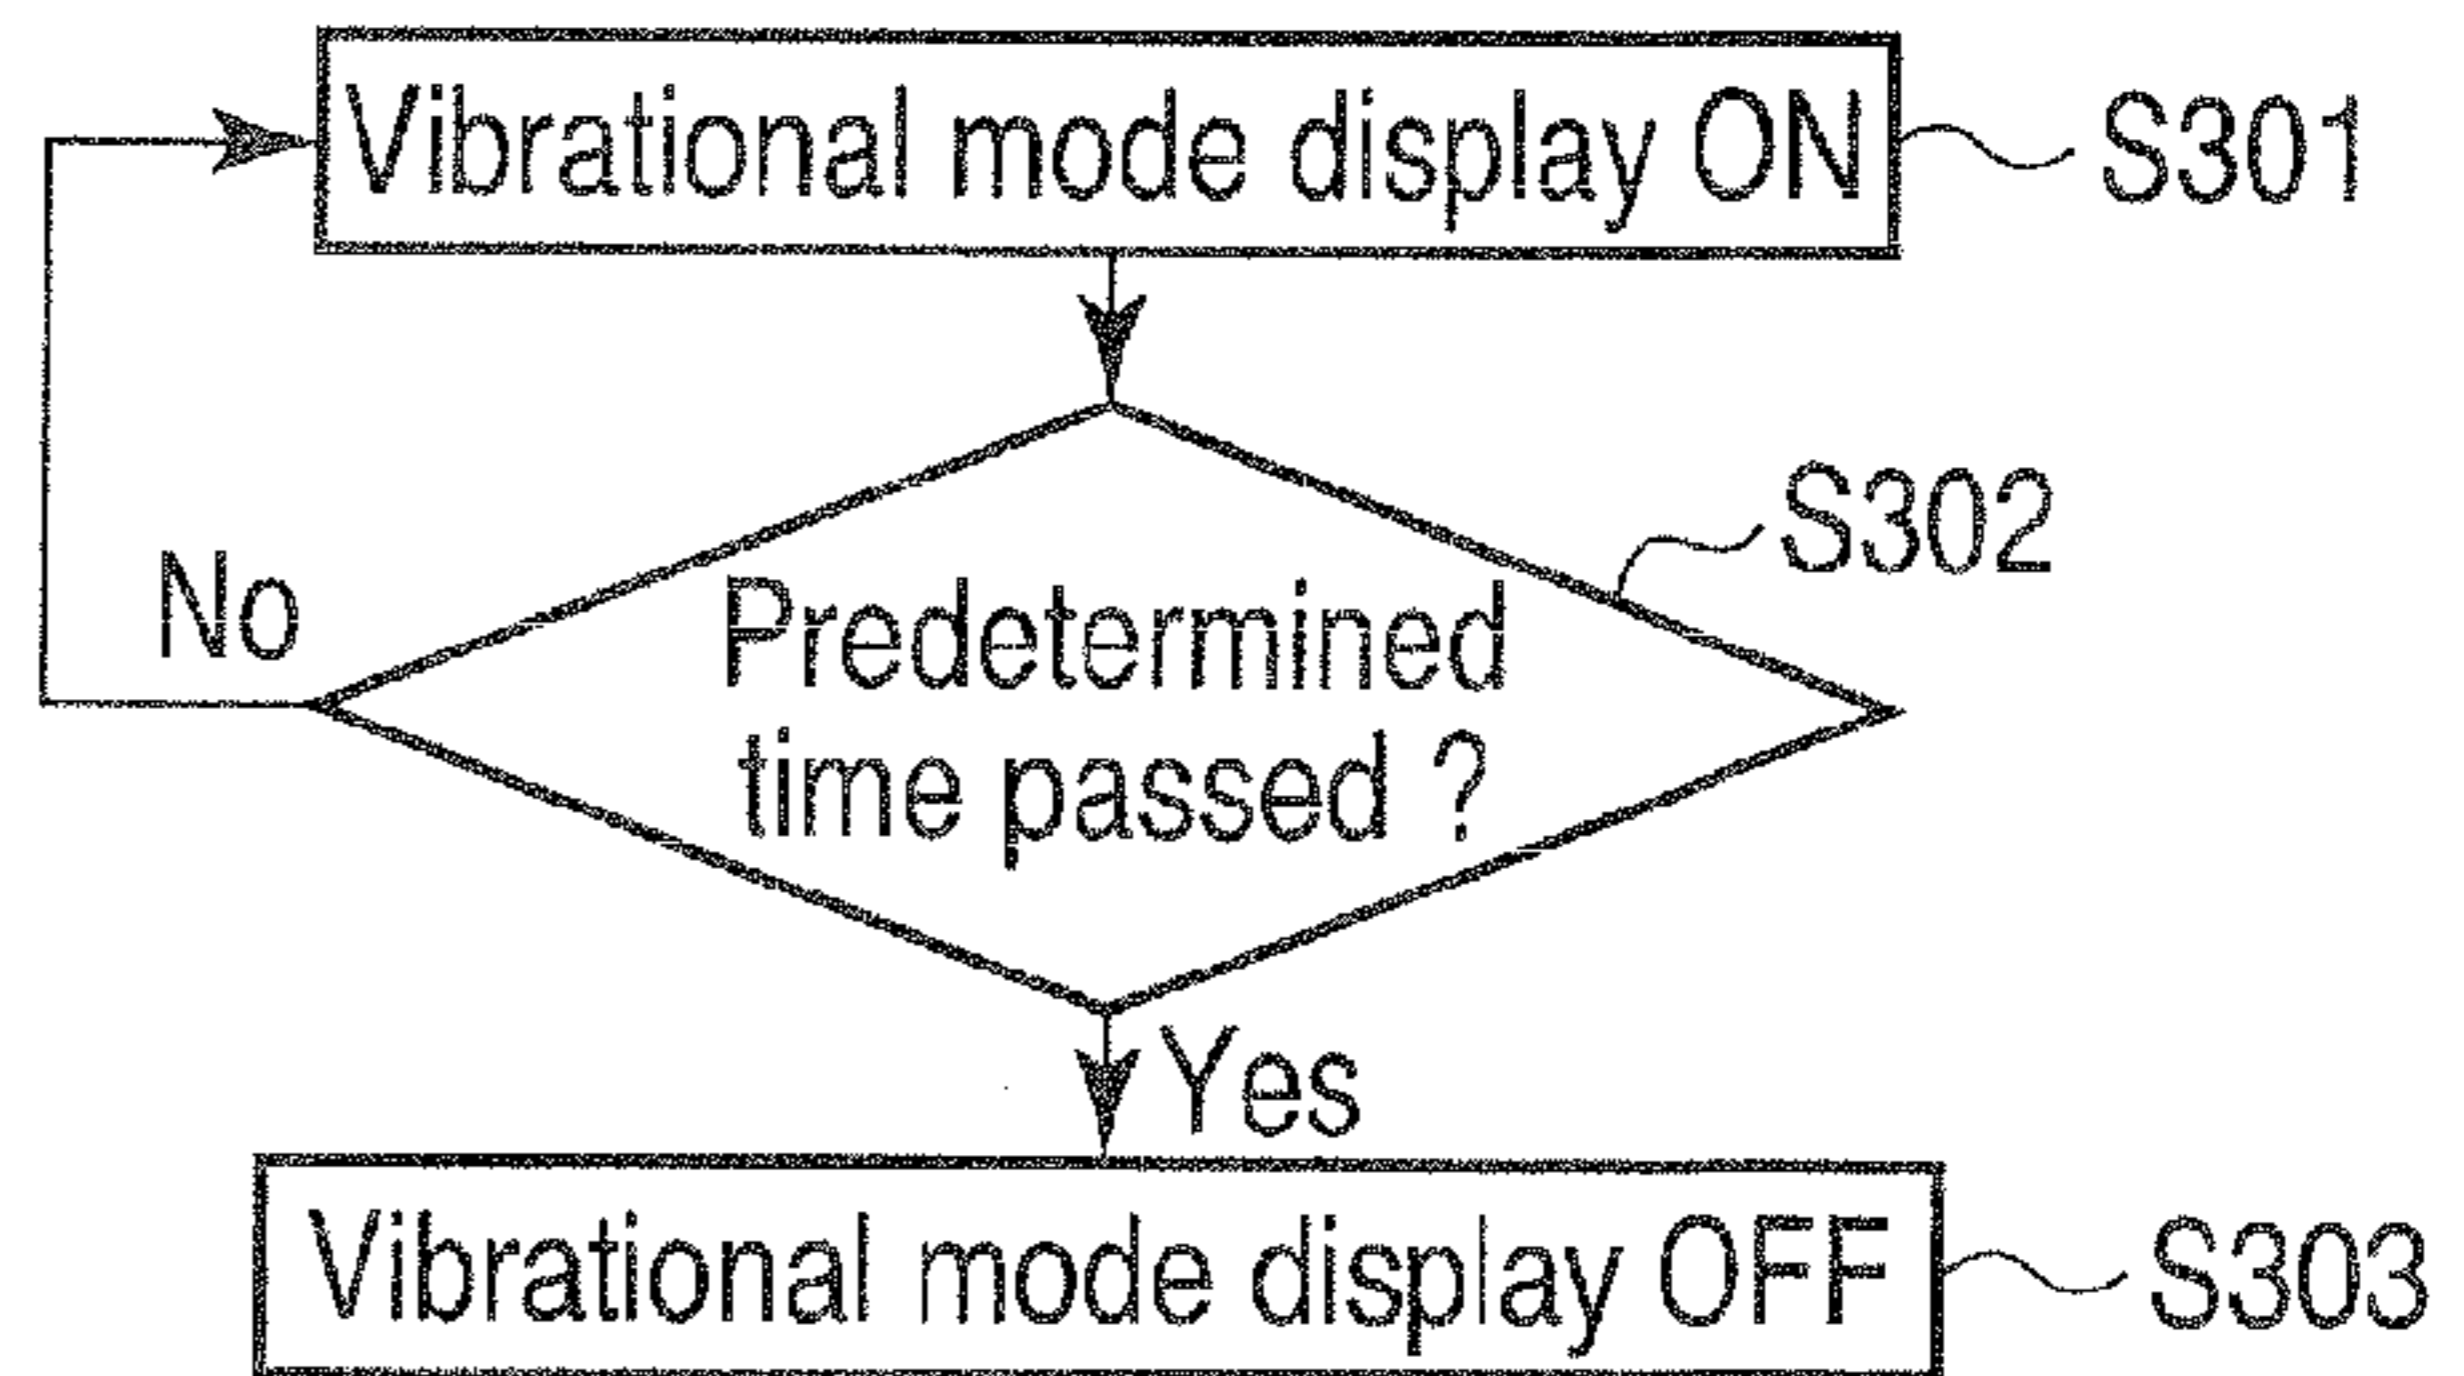 Vibrational mode display ON
S301
S302
No
Predetermined
time passed ?
Yes
Vibrational mode display OFF
S303